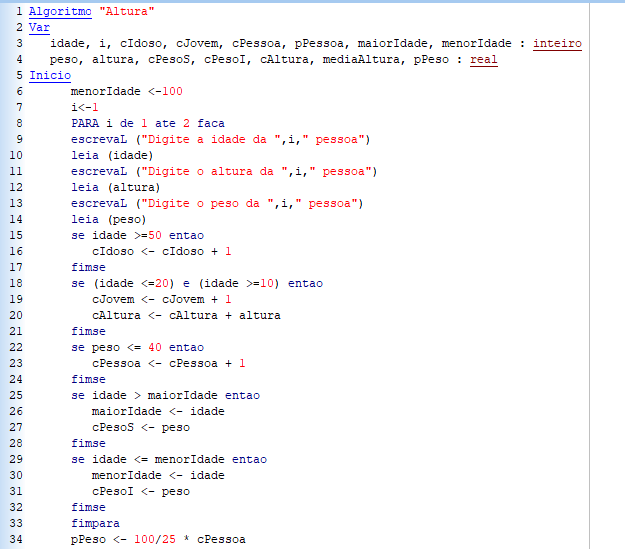 1 Algoritmo "Altura"
2 Var
3 idade, i, cIdoso, cJovem, cPessoa, pPessoa, maiorIdade, menorIdade : inteiro
4 peso, altura, cPesoS, cPesoI, cAltura, mediaAltura, pPeso : real
5 Inicio
6 menorIdade <-100
7 i<-1
8 PARA i de 1 ate 2 faca
9 escrevaL ("Digite a idade da ",i," pessoa")
10 leia (idade)
11 escrevaL ("Digite o altura da ",i," pessoa")
12 leia (altura)
13 escrevaL ("Digite o peso da ",i," pessoa")
14 leia (peso)
15 se idade >=50 entao
16 cIdoso <- cIdoso + 1
17 fimse
18 se (idade <=20) e (idade >=10) entao
19 cJovem <- cJovem + 1
20 cAltura <- cAltura + altura
21 fimse
22 se peso <= 40 entao
23 cPessoa <- cPessoa + 1
24 fimse
25 se idade > maiorIdade entao
26 maiorIdade <- idade
27 cPesoS <- peso
28 fimse
29 se idade <= menorIdade entao
30 menorIdade <- idade
31 cPesoI <- peso
32 fimse
33 fimpara
34 pPeso <- 100/25 * cPessoa